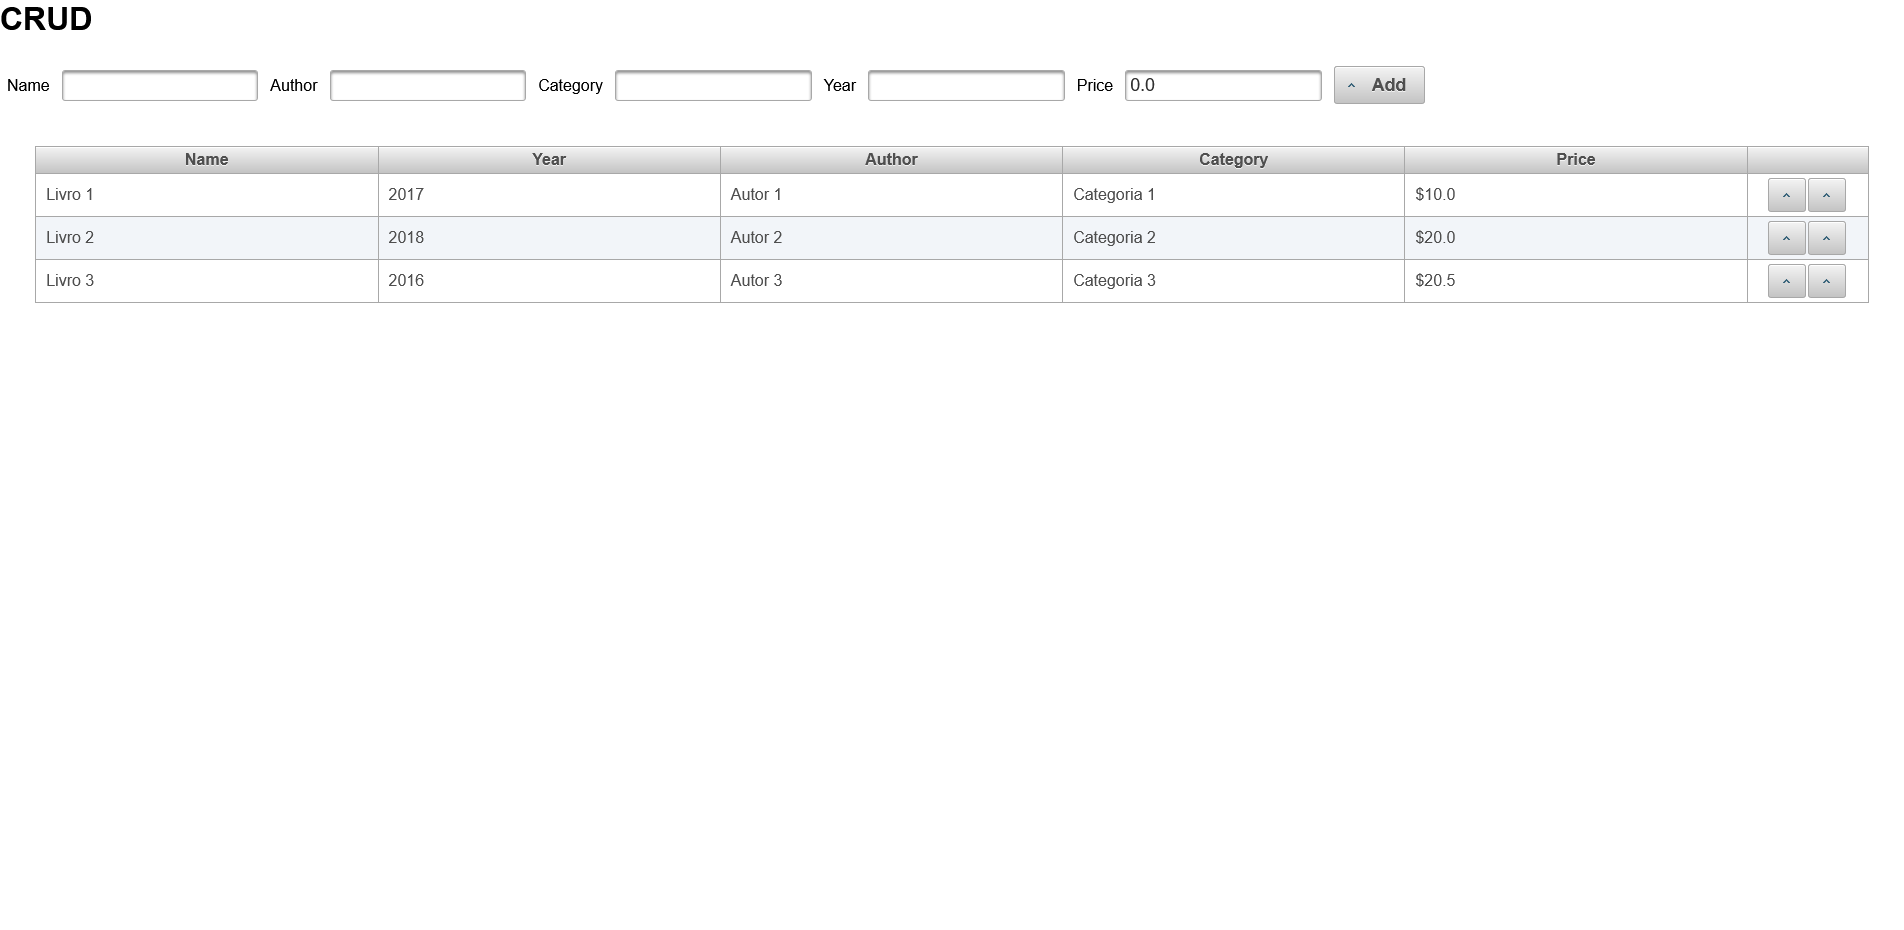 CRUD
Name Author Category Year Price 0.0 Add
Name Year Author Category Price
Livro 1 2017 Autor 1 Categoria 1 $10.0
Livro 2 2018 Autor 2 Categoria 2 $20.0
Livro 3 2016 Autor 3 Categoria 3 $20.5